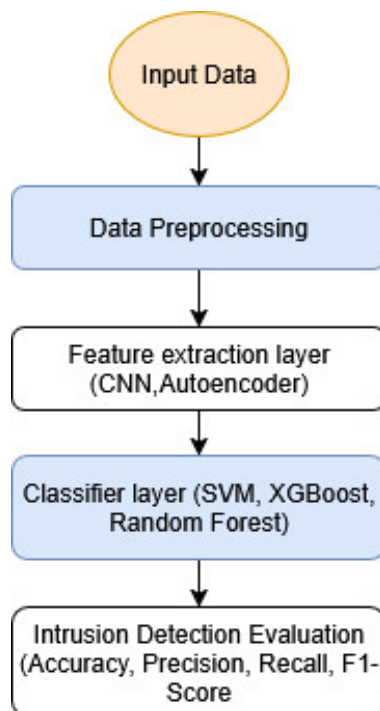 Input Data
Data Preprocessing
Feature extraction layer
(CNN,Autoencoder)
Classifier layer (SVM, XGBoost,
Random Forest)
Intrusion Detection Evaluation
(Accuracy, Precision, Recall, F1-
Score